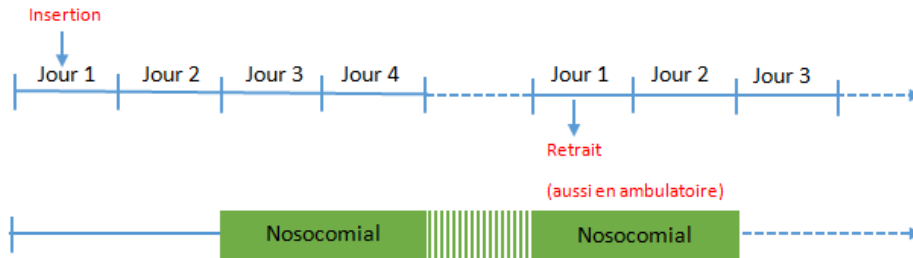 Insertion
Jour 1 Jour 2 Jour 3 Jour 4 Jour 1 Jour 2 Jour 3
Retrait
(aussi en ambulatoire)
Nosocomial Nosocomial